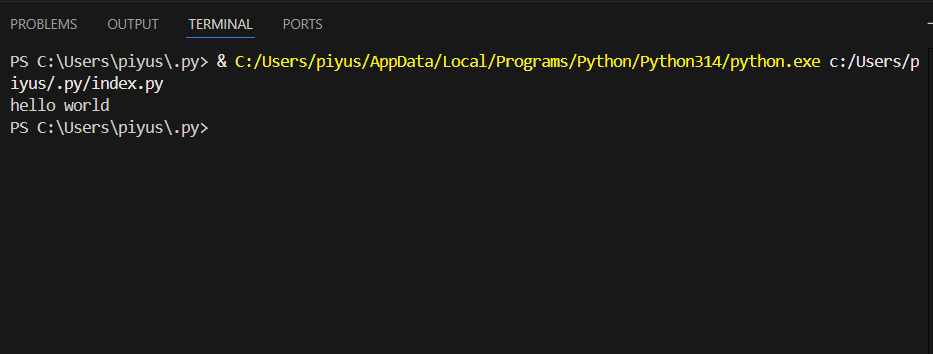 PROBLEMS OUTPUT TERMINAL PORTS
PS C:\Users\piyus\.py> & C:/Users/piyus/AppData/Local/Programs/Python/Python314/python.exe c:/Users/p
iyus/.py/index.py
hello world
PS C:\Users\piyus\.py>